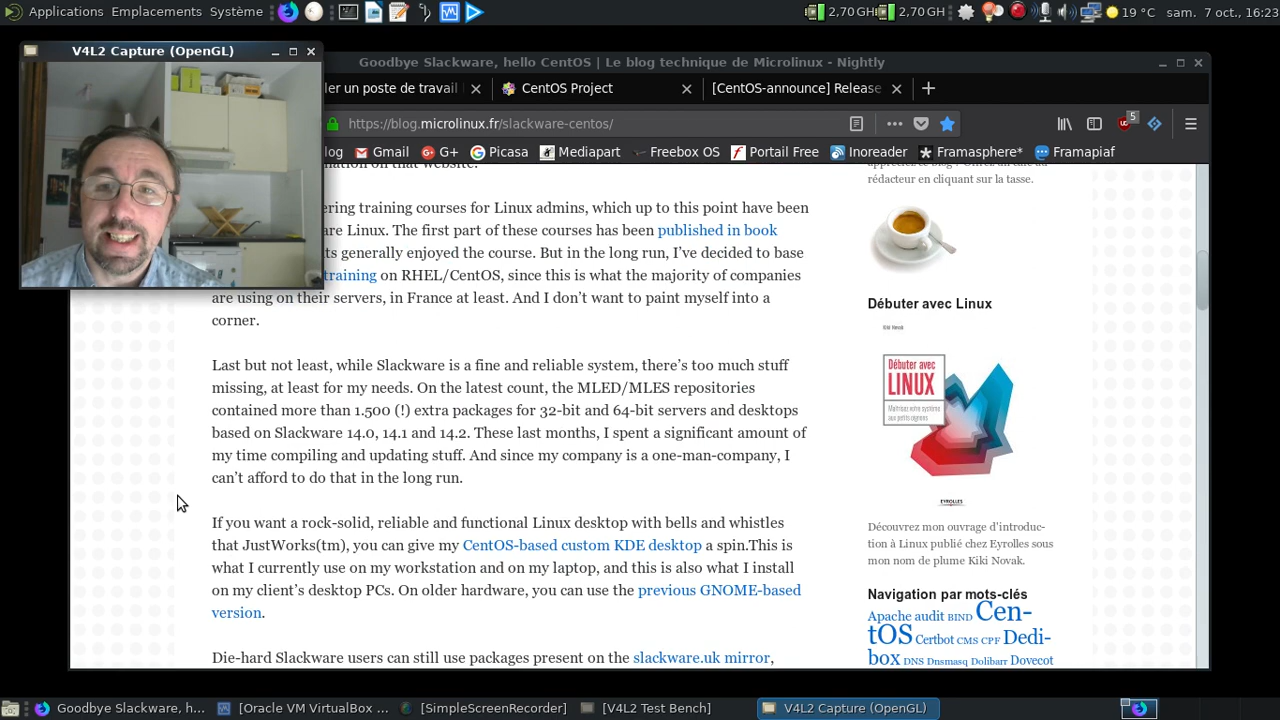 Applications Emplacements Système
2,70 GH 2,70 GH 19 °C sam. 7 oct., 16:23
V4L2 Capture (OpenGL)
Goodbye Slackware, hello CentOS | Le blog technique de Microlinux - Nightly
ler un poste de travail
CentOS Project
[CentOS-announce] Release
https://blog.microlinux.fr/slackware-centos/
5
log Gmail G+ Picasa Mediapart Freebox OS Portail Free Inoreader Framasphere* Framapiaf
on that website.
ering training courses for Linux admins, which up to this point have been
are Linux. The first part of these courses has been published in book
ts generally enjoyed the course. But in the long run, I’ve decided to base
training on RHEL/CentOS, since this is what the majority of companies
are using on their servers, in France at least. And I don’t want to paint myself into a
corner.
Last but not least, while Slackware is a fine and reliable system, there’s too much stuff
missing, at least for my needs. On the latest count, the MLED/MLES repositories
contained more than 1.500 (!) extra packages for 32-bit and 64-bit servers and desktops
based on Slackware 14.0, 14.1 and 14.2. These last months, I spent a significant amount of
my time compiling and updating stuff. And since my company is a one-man-company, I
can’t afford to do that in the long run.
If you want a rock-solid, reliable and functional Linux desktop with bells and whistles
that JustWorks(tm), you can give my CentOS-based custom KDE desktop a spin.This is
what I currently use on my workstation and on my laptop, and this is also what I install
on my client’s desktop PCs. On older hardware, you can use the previous GNOME-based
version.
Die-hard Slackware users can still use packages present on the slackware.uk mirror,
rédacteur en cliquant sur la tasse.
Débuter avec Linux
Kiki Novak
Débuter avec
LINUX
Maîtrisez votre système
aux petits oignons
EYROLLES
Découvrez mon ouvrage d'introduc-
tion à Linux publié chez Eyrolles sous
mon nom de plume Kiki Novak.
Navigation par mots-clés
Apache audit BIND Cen-
tOS Certbot CMS CPF Dedi-
box DNS Dnsmasq Dolibarr Dovecot
Goodbye Slackware, h... [Oracle VM VirtualBox ... [SimpleScreenRecorder] [V4L2 Test Bench] V4L2 Capture (OpenGL)